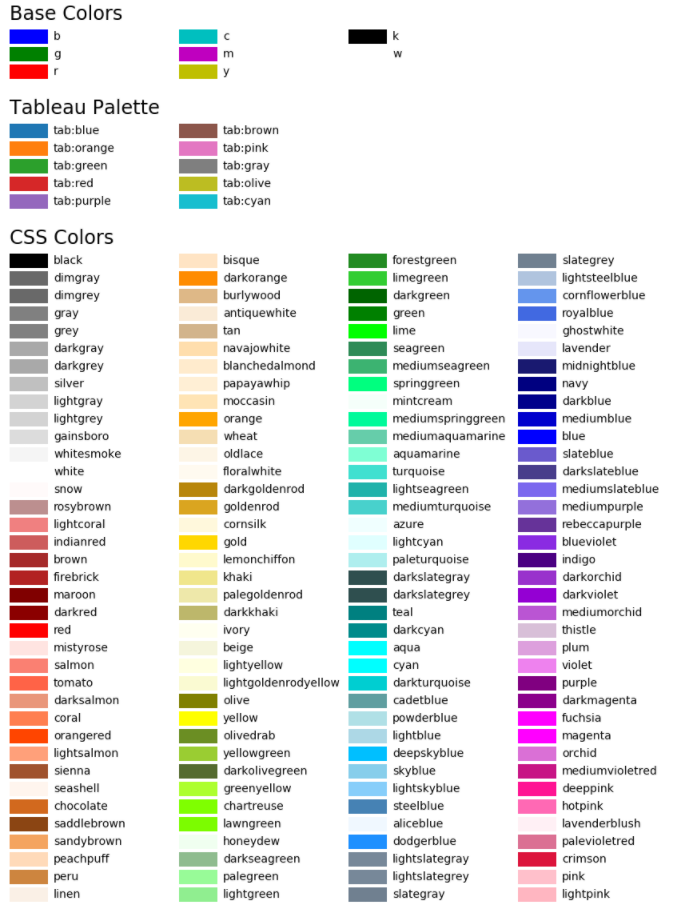 Base Colors
b c k
g m w
r y
Tableau Palette
tab:blue tab:brown
tab:orange tab:pink
tab:green tab:gray
tab:red tab:olive
tab:purple tab:cyan
CSS Colors
black bisque forestgreen slategrey
dimgray darkorange limegreen lightsteelblue
dimgrey burlywood darkgreen cornflowerblue
gray antiquewhite green royalblue
grey tan lime ghostwhite
darkgray navajowhite seagreen lavender
darkgrey blanchedalmond mediumseagreen midnightblue
silver papayawhip springgreen navy
lightgray moccasin mintcream darkblue
lightgrey orange mediumspringgreen mediumblue
gainsboro wheat mediumaquamarine blue
whitesmoke oldlace aquamarine slateblue
white floralwhite turquoise darkslateblue
snow darkgoldenrod lightseagreen mediumslateblue
rosybrown goldenrod mediumturquoise mediumpurple
lightcoral cornsilk azure rebeccapurple
indianred gold lightcyan blueviolet
brown lemonchiffon paleturquoise indigo
firebrick khaki darkslategray darkorchid
maroon palegoldenrod darkslategrey darkviolet
darkred darkkhaki teal mediumorchid
red ivory darkcyan thistle
mistyrose beige aqua plum
salmon lightyellow cyan violet
tomato lightgoldenrodyellow darkturquoise purple
darksalmon olive cadetblue darkmagenta
coral yellow powderblue fuchsia
orangered olivedrab lightblue magenta
lightsalmon yellowgreen deepskyblue orchid
sienna darkolivegreen skyblue mediumvioletred
seashell greenyellow lightskyblue deeppink
chocolate chartreuse steelblue hotpink
saddlebrown lawngreen aliceblue lavenderblush
sandybrown honeydew dodgerblue palevioletred
peachpuff darkseagreen lightslategray crimson
peru palegreen lightslategrey pink
linen lightgreen slategray lightpink